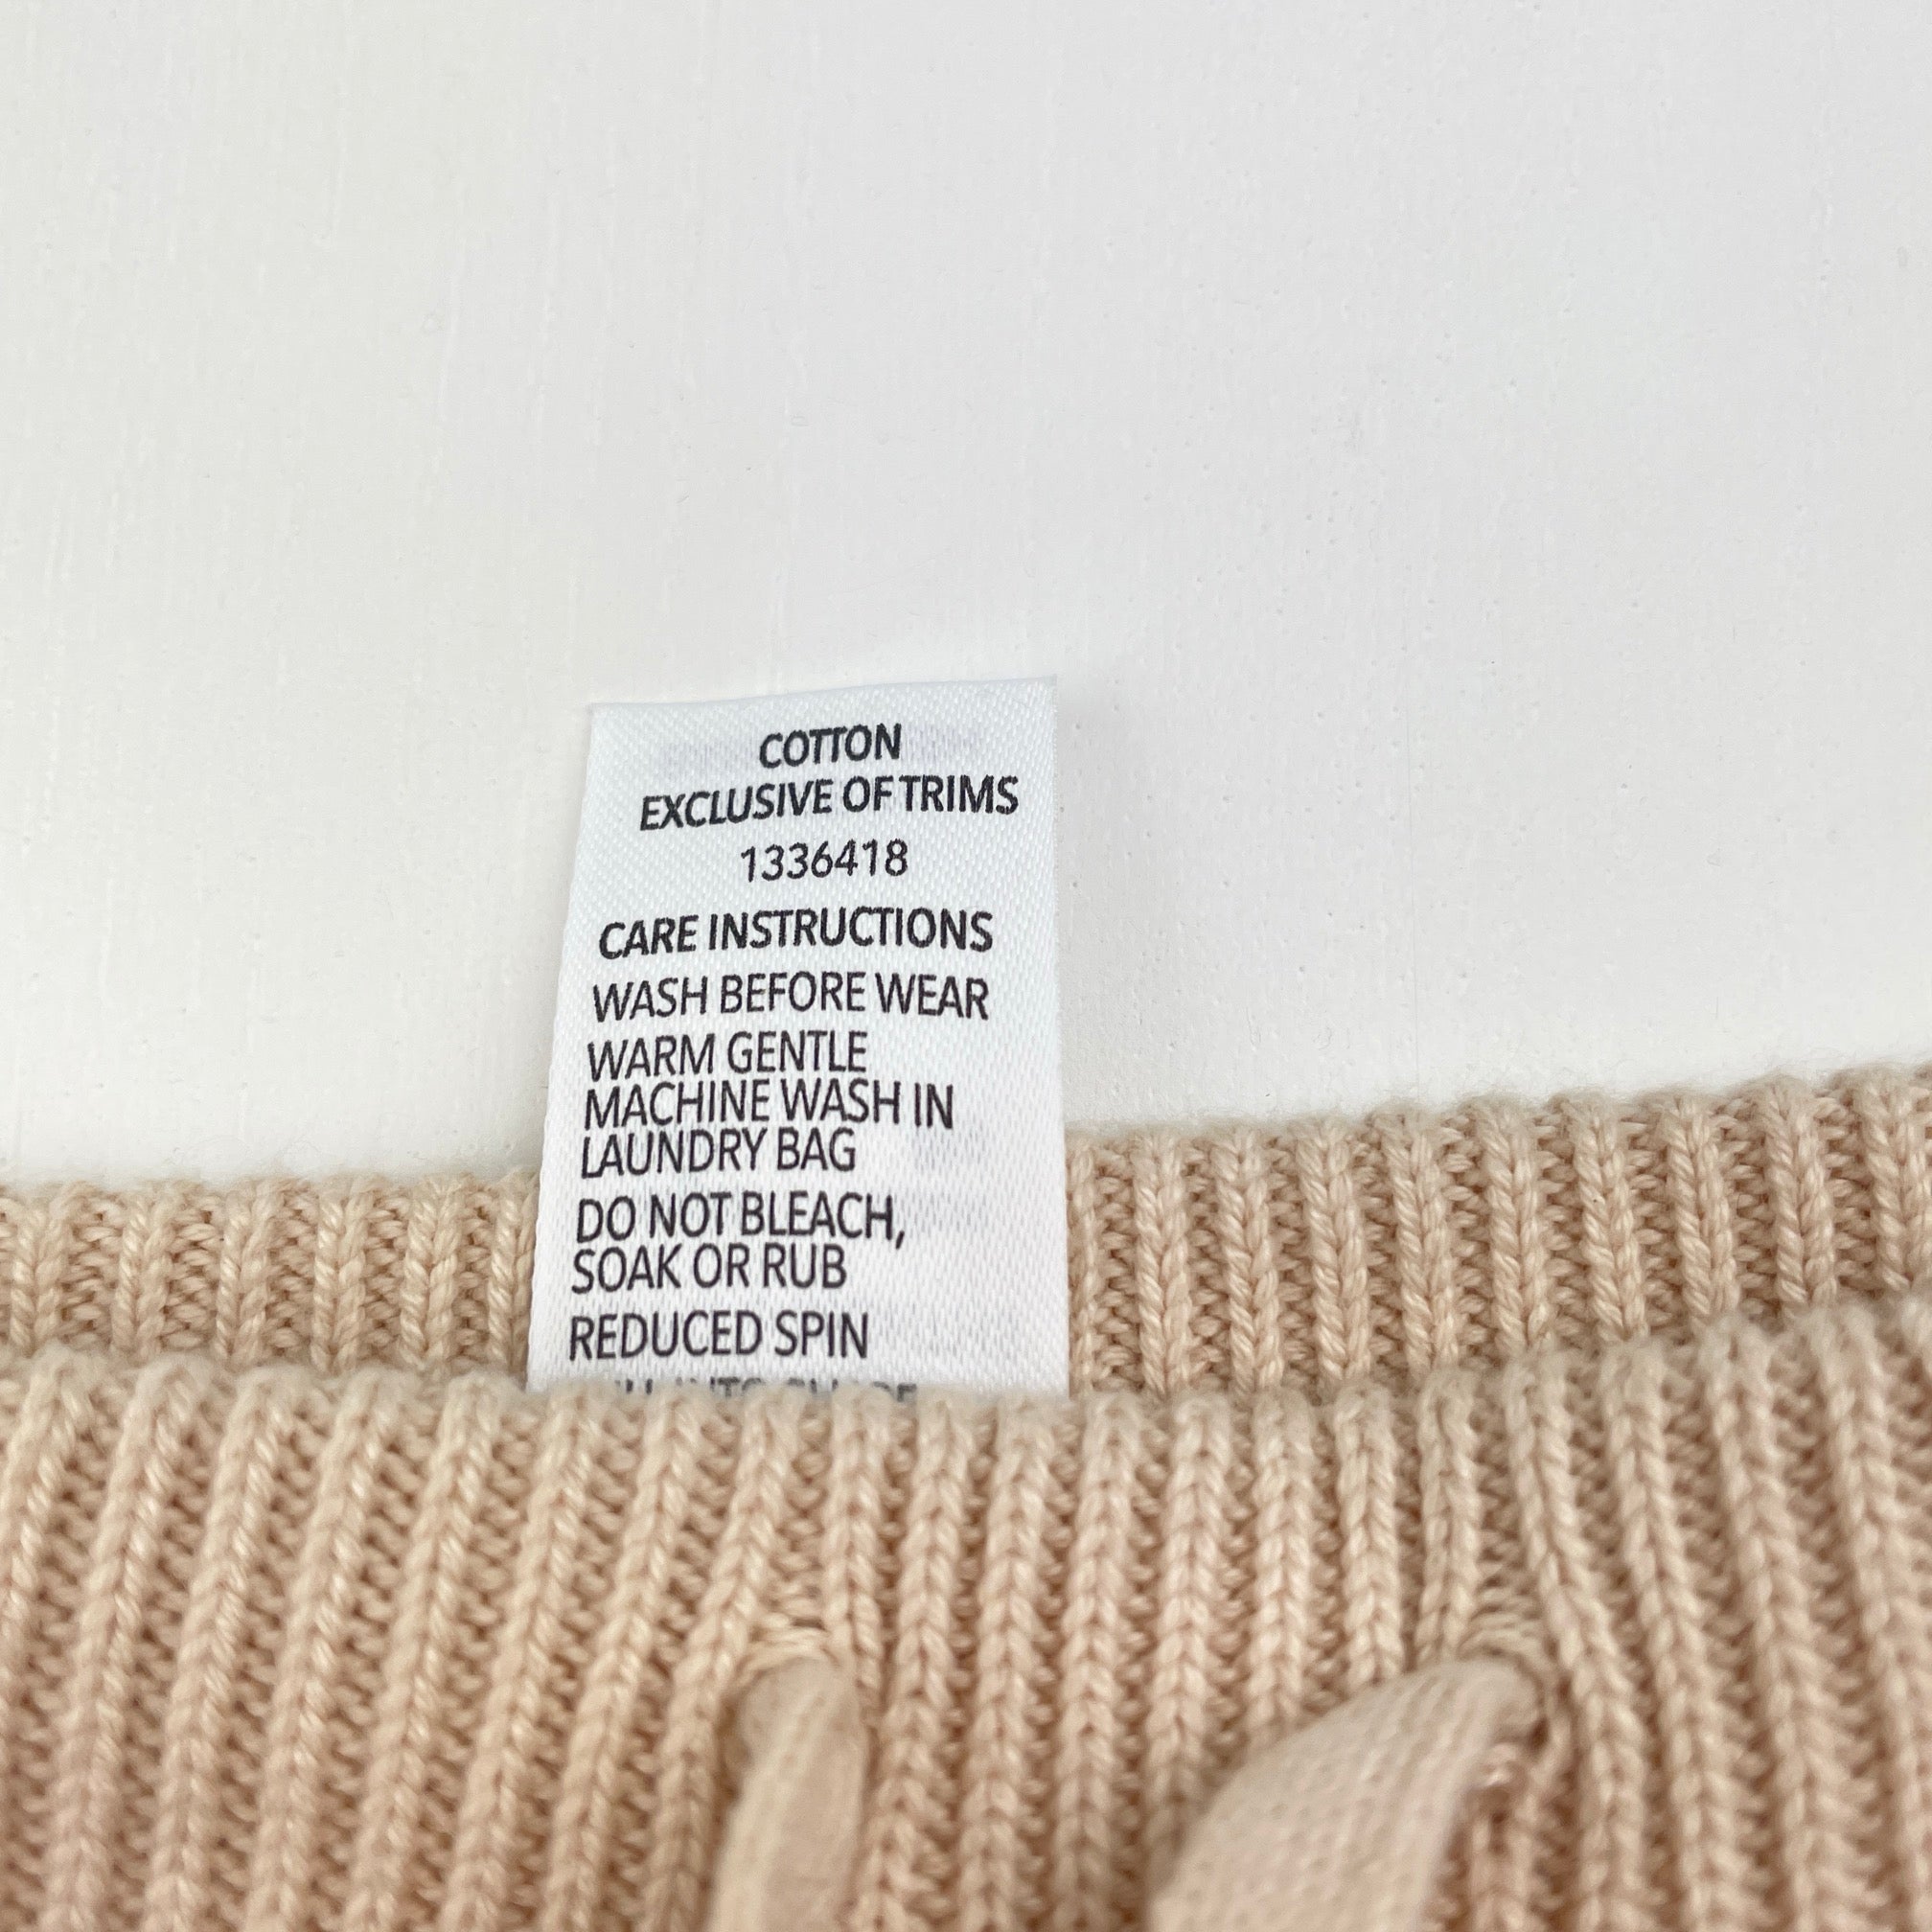 COTTON
EXCLUSIVE OF TRIMS
1336418
CARE INSTRUCTIONS
WASH BEFORE WEAR
WARM GENTLE
MACHINE WASH IN
LAUNDRY BAG
DO NOT BLEACH,
SOAK OR RUB
REDUCED SPIN